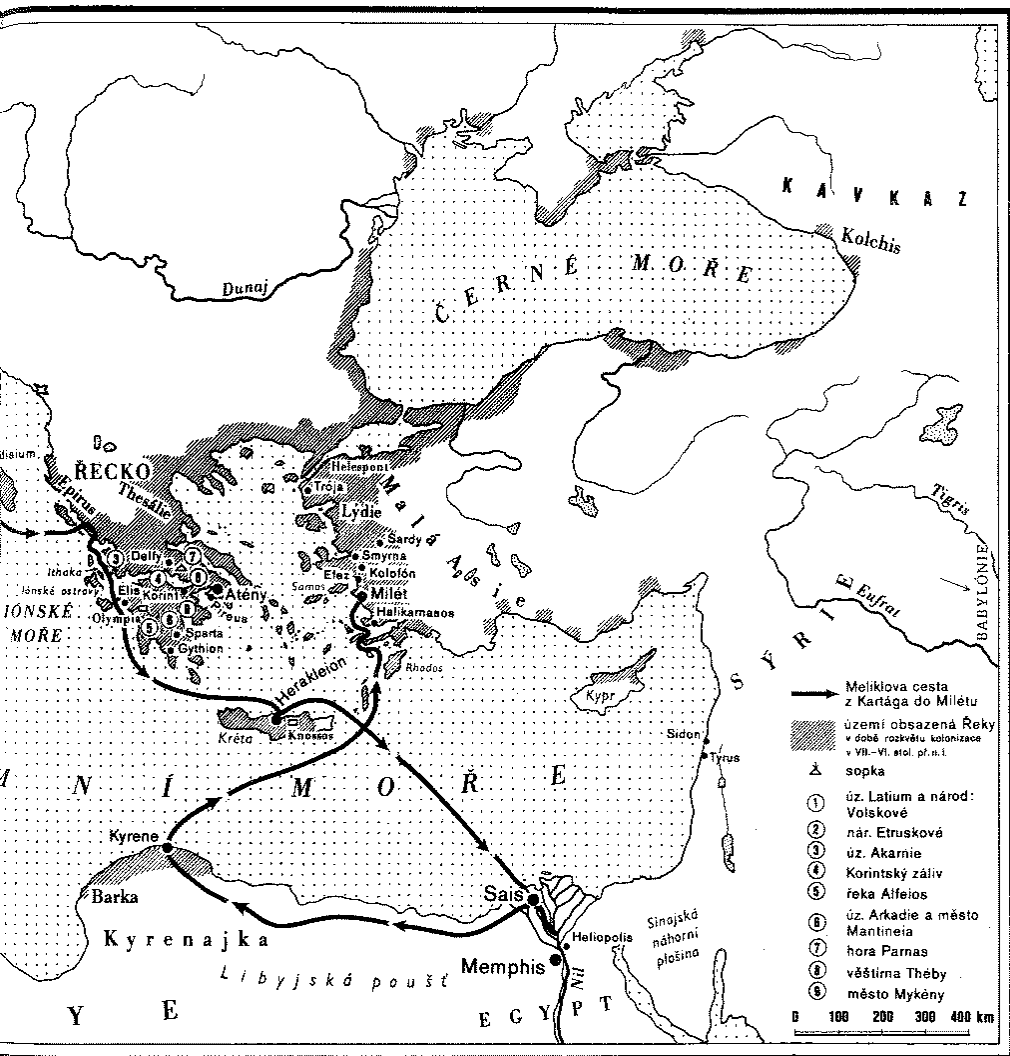 KAVKAZ
Kolchis
ČERNÉ MOŘE
Dunaj
disium
ŘECKO
Epirus
Thesálie
Helespont
Trója
Lýdie
Malá Asie
Tigris
Sardy
Smyrna
Delfy
Efez
Kolofón
Ithaka
Iónské ostrovy
Elis
Korint
Atény
Pireus
Samos
Milét
Halikarnasos
IÓNSKÉ
MOŘE
Olympia
Sparta
Gythion
Eufrat
BABYLÓNIE
SÝRIE
Herakleion
Rhodos
Kypr
Kréta
Knossos
Sidon
Tyrus
MNÍ MOŘE
Kyrene
Barka
Kyrenajka
Libyjská poušť
Sais
Heliopolis
Memphis
Nil
Sinajská
náhorní
plošina
EGYPT
YE
Meliklova cesta
z Kartága do Milétu
území obsazená Řeky
v době rozkvětu kolonizace
v VII.–VI. stol. př. n. l.
sopka
1 úz. Latium a národ:
Volskové
2 nár. Etruskové
3 úz. Akarnie
4 Korintský záliv
5 řeka Alfeios
6 úz. Arkadie a město
Mantineia
7 hora Parnas
8 věštírna Théby
9 město Mykény
0 100 200 300 400 km